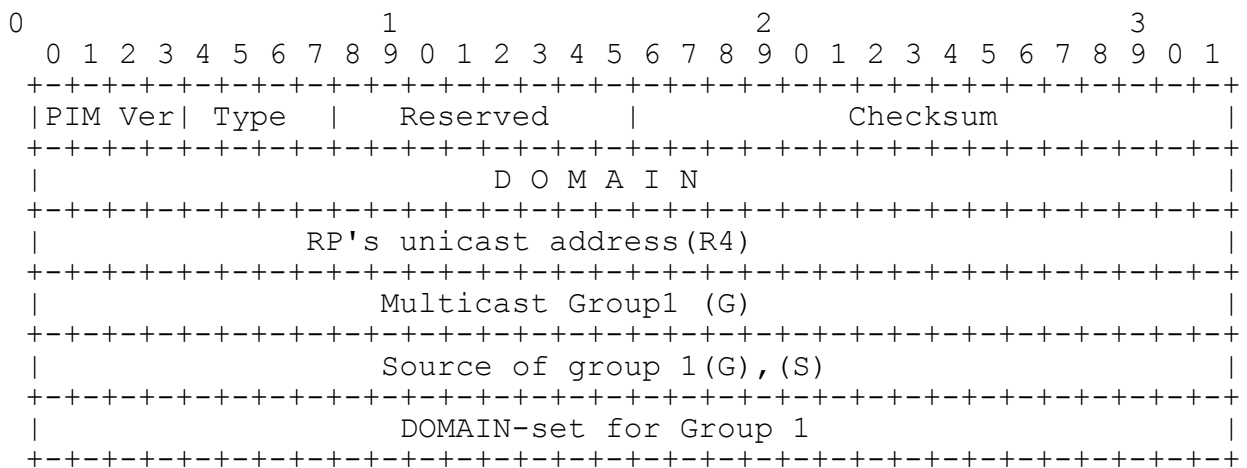 0                   1                   2                   3
 0 1 2 3 4 5 6 7 8 9 0 1 2 3 4 5 6 7 8 9 0 1 2 3 4 5 6 7 8 9 0 1
+-+-+-+-+-+-+-+-+-+-+-+-+-+-+-+-+-+-+-+-+-+-+-+-+-+-+-+-+-+-+-+-+
|PIM Ver| Type  |   Reserved    |           Checksum            |
+-+-+-+-+-+-+-+-+-+-+-+-+-+-+-+-+-+-+-+-+-+-+-+-+-+-+-+-+-+-+-+-+
|                        D O M A I N                            |
+-+-+-+-+-+-+-+-+-+-+-+-+-+-+-+-+-+-+-+-+-+-+-+-+-+-+-+-+-+-+-+-+
|              RP's unicast address(R4)                         |
+-+-+-+-+-+-+-+-+-+-+-+-+-+-+-+-+-+-+-+-+-+-+-+-+-+-+-+-+-+-+-+-+
|                  Multicast Group1 (G)                         |
+-+-+-+-+-+-+-+-+-+-+-+-+-+-+-+-+-+-+-+-+-+-+-+-+-+-+-+-+-+-+-+-+
|                  Source of group 1(G),(S)                     |
+-+-+-+-+-+-+-+-+-+-+-+-+-+-+-+-+-+-+-+-+-+-+-+-+-+-+-+-+-+-+-+-+
|                   DOMAIN-set for Group 1                      |
+-+-+-+-+-+-+-+-+-+-+-+-+-+-+-+-+-+-+-+-+-+-+-+-+-+-+-+-+-+-+-+-+